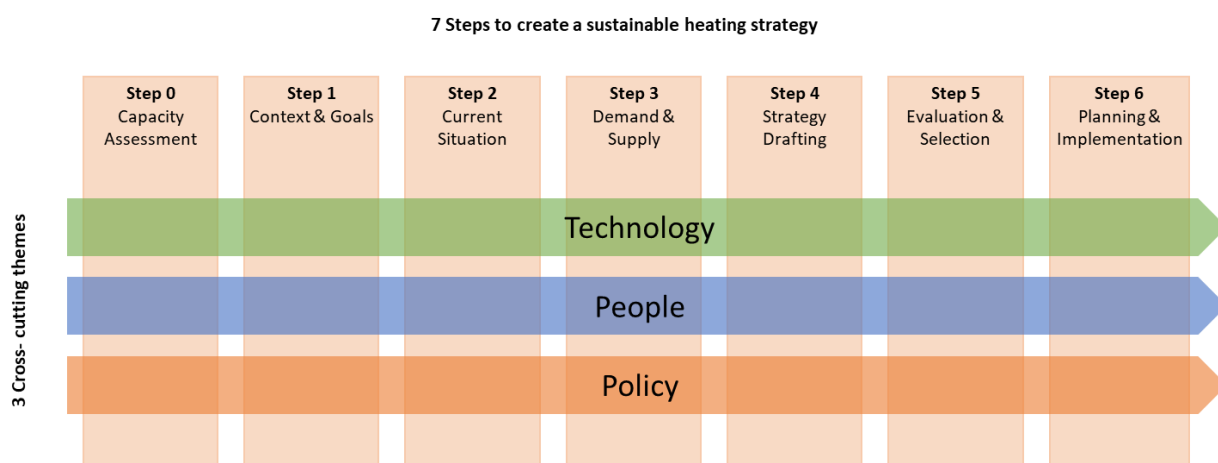 7 Steps to create a sustainable heating strategy
Step 0
Capacity
Assessment
Step 1
Context & Goals
Step 2
Current
Situation
Step 3
Demand &
Supply
Step 4
Strategy
Drafting
Step 5
Evaluation &
Selection
Step 6
Planning &
Implementation
3 Cross- cutting themes
Technology
People
Policy